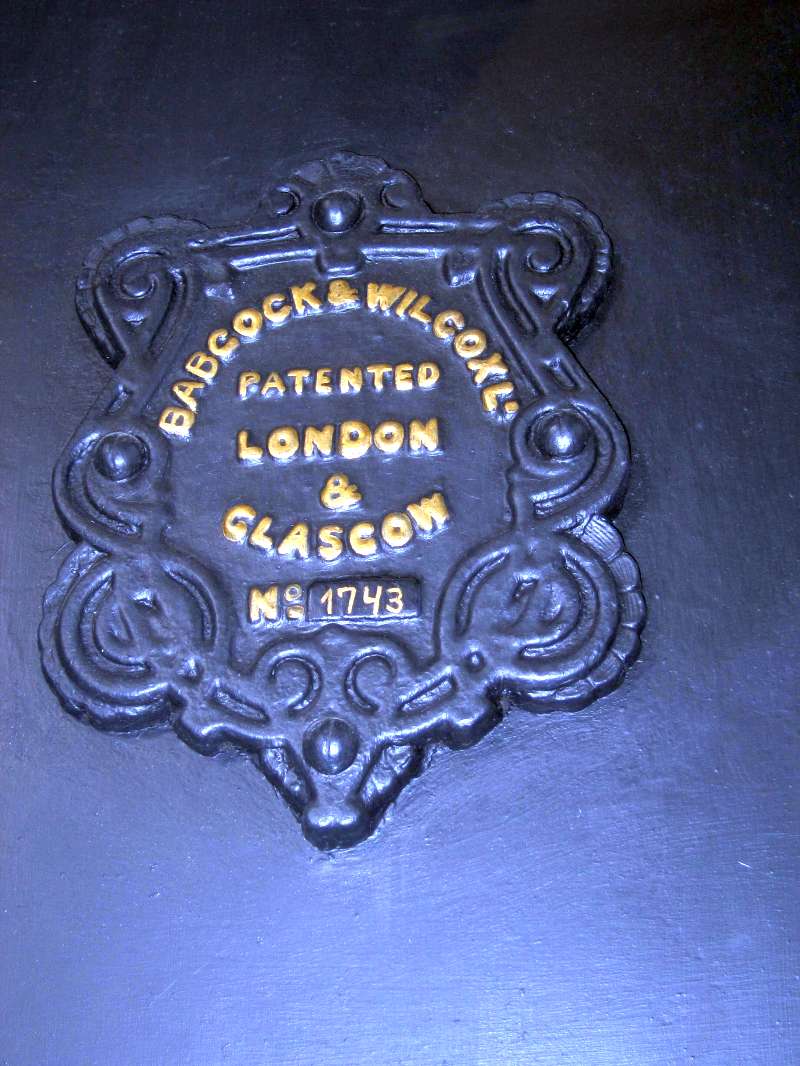 BABCOCK & WILCOX L'
PATENTED
LONDON
&
GLASGOW
No: 1743